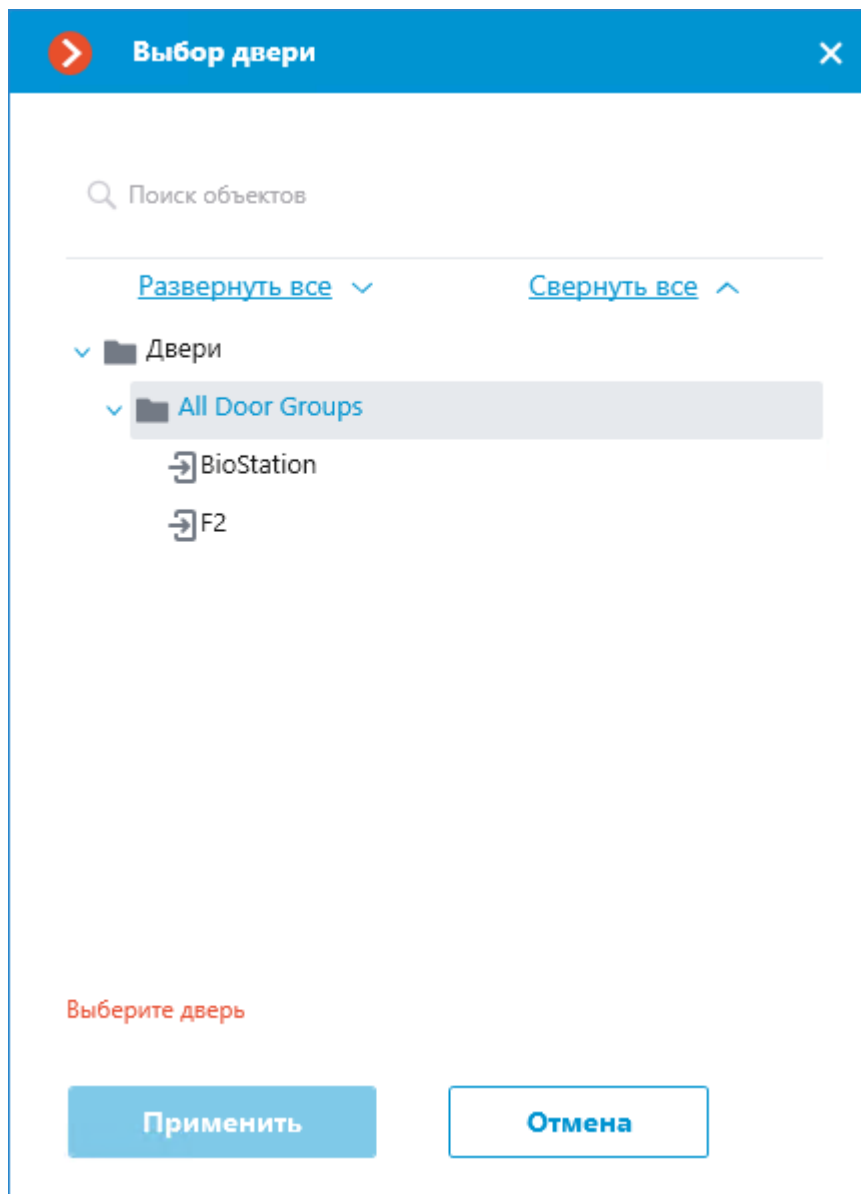 Выбор двери
Поиск объектов
Развернуть все Свернуть все
Двери
All Door Groups
BioStation
F2
Выберите дверь
Применить Отмена